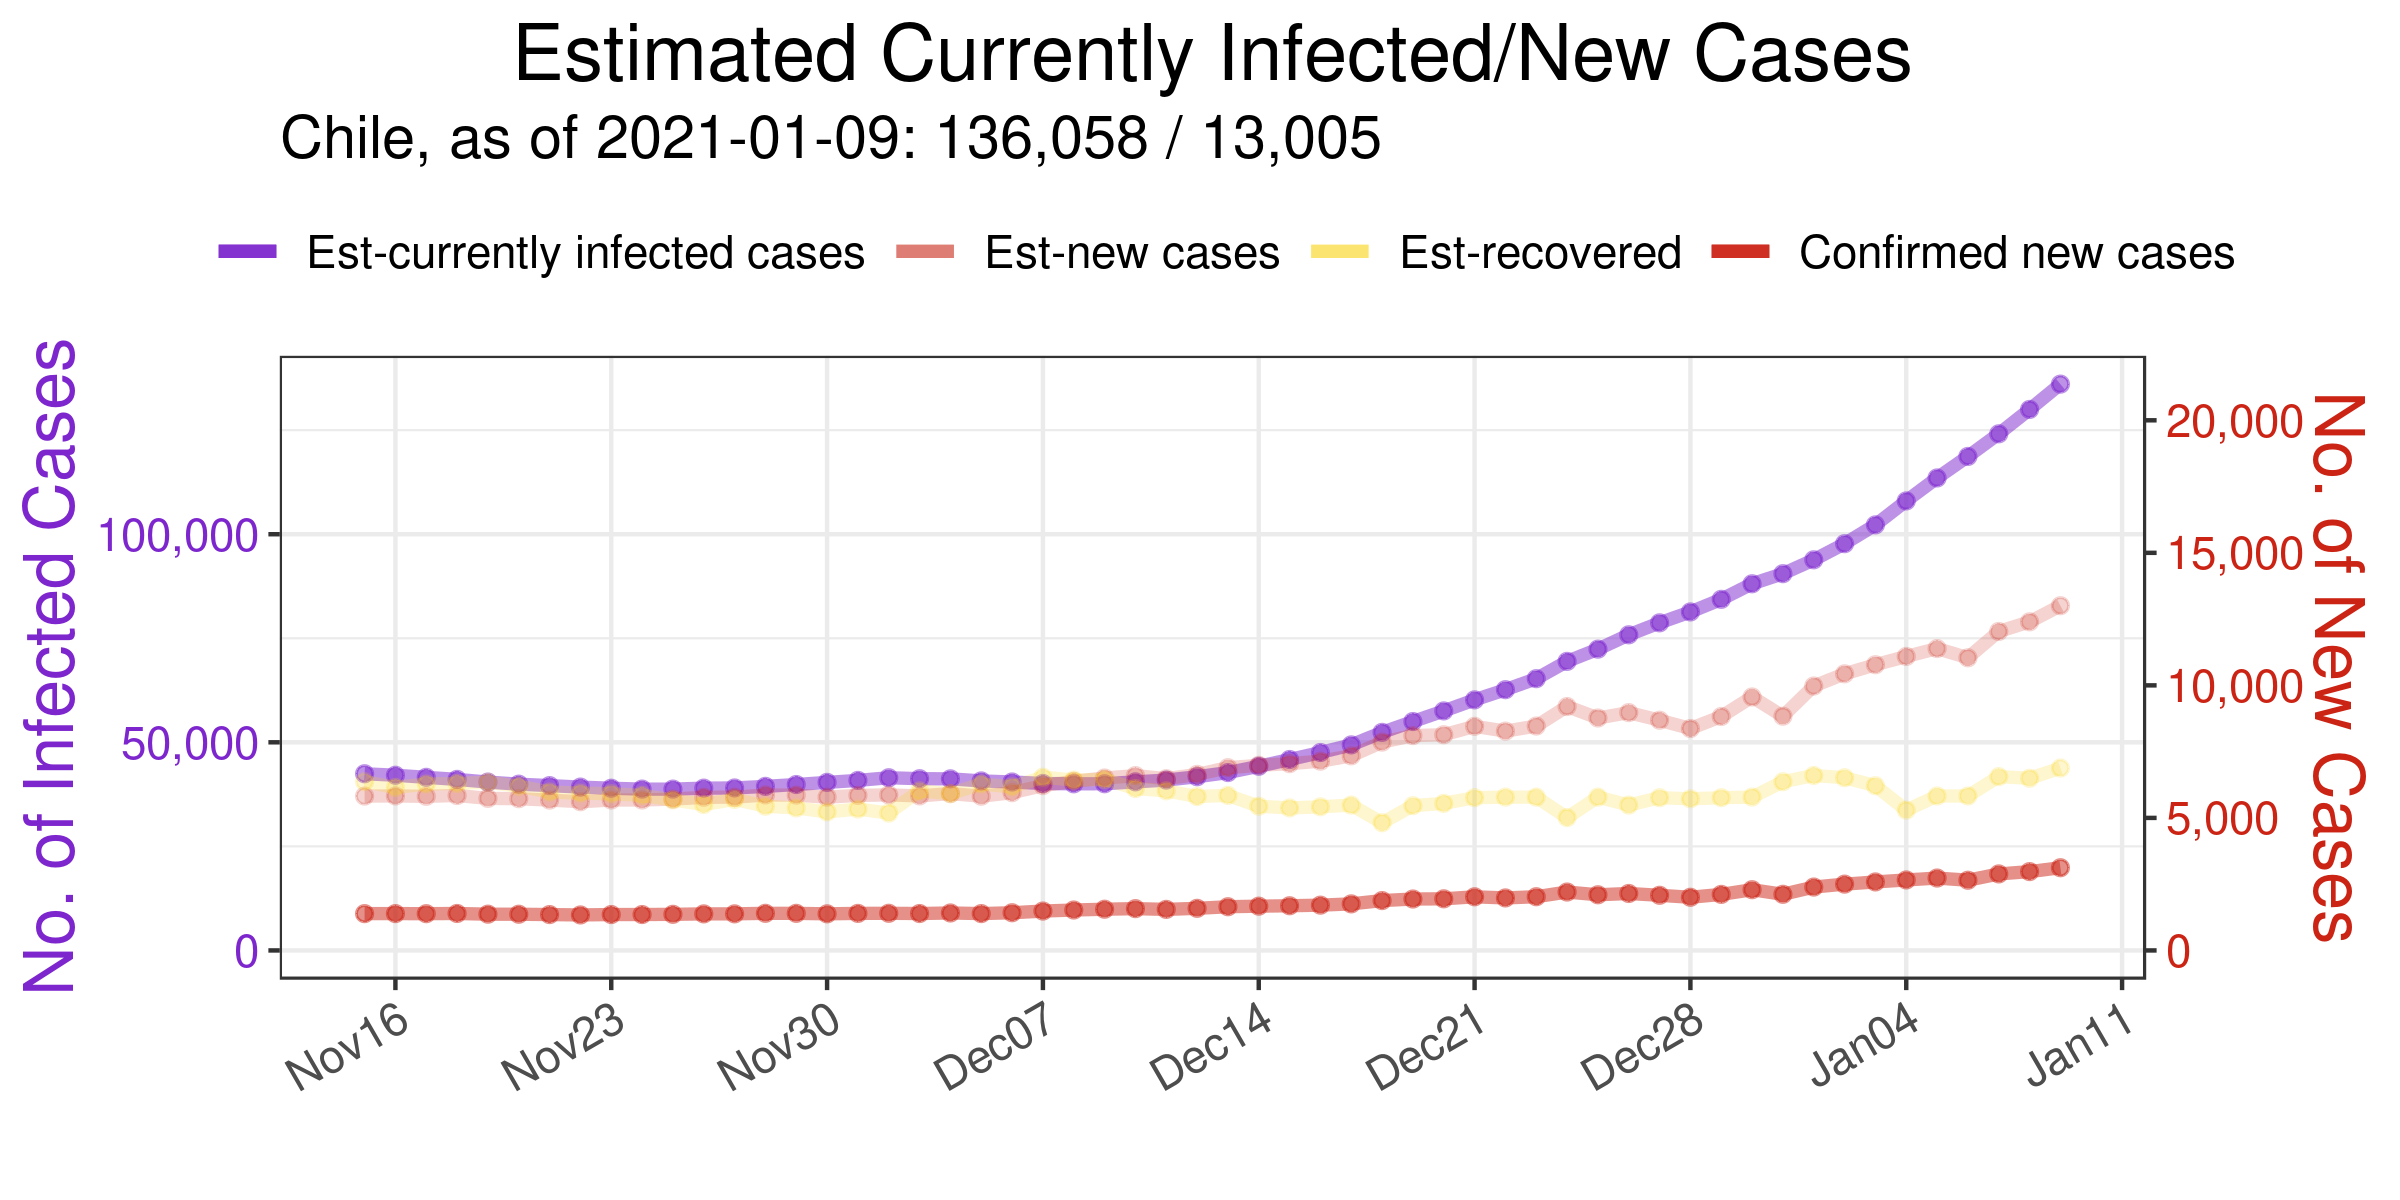 Estimated Currently Infected/New Cases
Chile, as of 2021-01-09: 136,058 / 13,005
Est-currently infected cases Est-new cases Est-recovered Confirmed new cases
No. of Infected Cases
100,000
50,000
0
20,000
15,000
10,000
5,000
0
No. of New Cases
Nov16 Nov23 Nov30 Dec07 Dec14 Dec21 Dec28 Jan04 Jan11